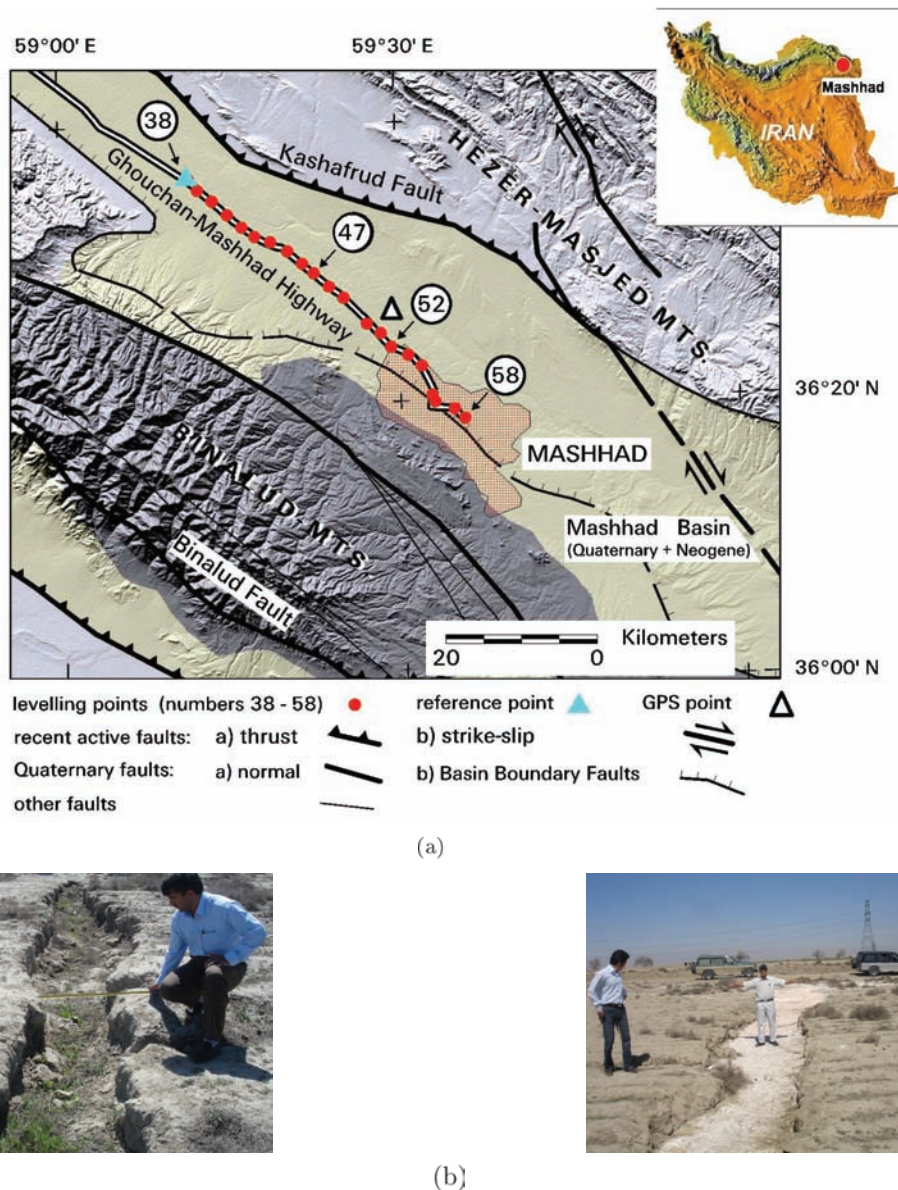 59°00' E
59°30' E
Mashhad
IRAN
38
Kashafrud Fault
HEZER-MASJED MTS.
Ghouchan-Mashhad Highway
47
52
58
36°20' N
MASHHAD
BINALUD MTS.
Mashhad Basin
(Quaternary + Neogene)
Binalud Fault
Kilometers
20 0
36°00' N
levelling points (numbers 38 - 58) reference point GPS point
recent active faults: a) thrust b) strike-slip
Quaternary faults: a) normal b) Basin Boundary Faults
other faults
(a)
(b)